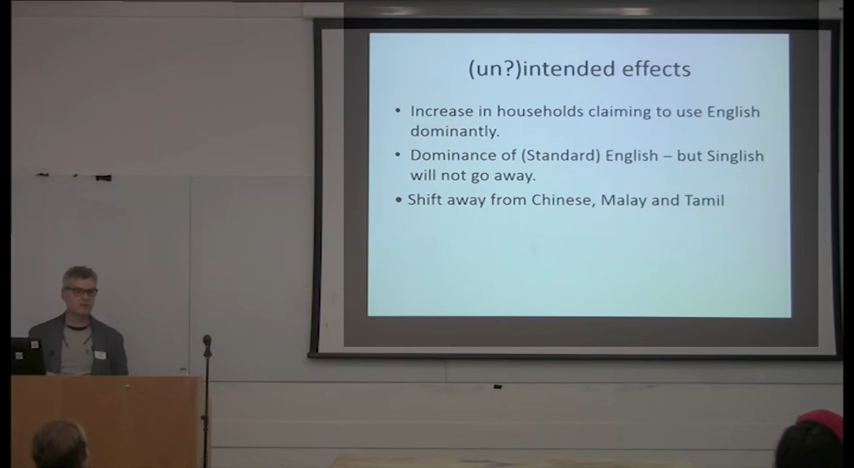 (un?)intended effects
• Increase in households claiming to use English
dominantly.
• Dominance of (Standard) English – but Singlish
will not go away.
• Shift away from Chinese, Malay and Tamil